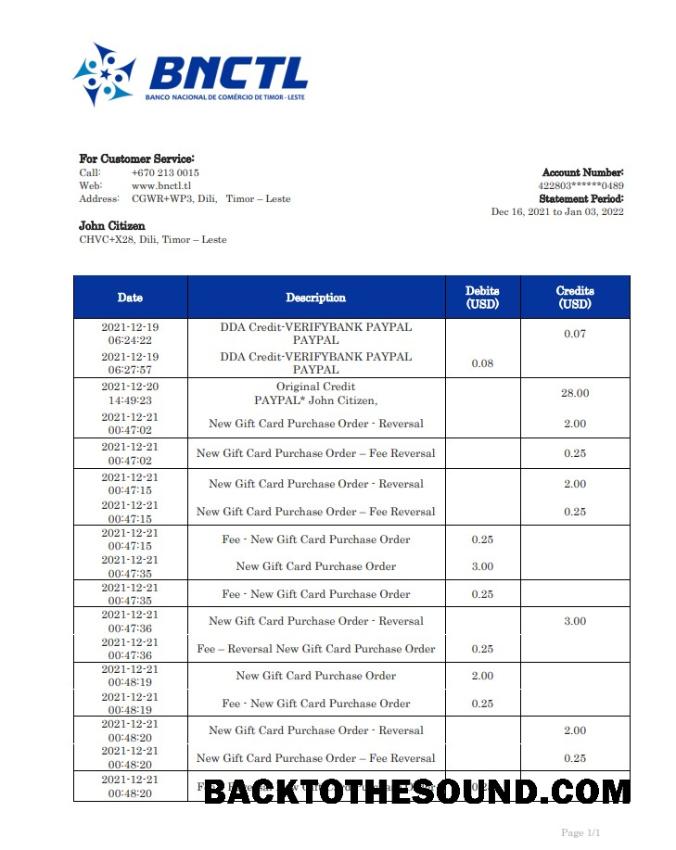 BNCTL
BANCO NACIONAL DE COMÉRCIO DE TIMOR - LESTE
For Customer Service:
Call: +670 213 0015
Web: www.bnctl.tl
Address: CGWR+WP3, Dili, Timor – Leste
Account Number:
422803******0489
Statement Period:
Dec 16, 2021 to Jan 03, 2022
John Citizen
CHVC+X28, Dili, Timor – Leste
Date Description Debits (USD) Credits (USD)
2021-12-19
06:24:22
DDA Credit-VERIFYBANK PAYPAL
PAYPAL
0.07
2021-12-19
06:27:57
DDA Credit-VERIFYBANK PAYPAL
PAYPAL
0.08
2021-12-20
14:49:23
Original Credit
PAYPAL* John Citizen,
28.00
2021-12-21
00:47:02
New Gift Card Purchase Order - Reversal
2.00
2021-12-21
00:47:02
New Gift Card Purchase Order – Fee Reversal
0.25
2021-12-21
00:47:15
New Gift Card Purchase Order - Reversal
2.00
2021-12-21
00:47:15
New Gift Card Purchase Order – Fee Reversal
0.25
2021-12-21
00:47:15
Fee - New Gift Card Purchase Order
0.25
2021-12-21
00:47:35
New Gift Card Purchase Order
3.00
2021-12-21
00:47:35
Fee - New Gift Card Purchase Order
0.25
2021-12-21
00:47:36
New Gift Card Purchase Order - Reversal
3.00
2021-12-21
00:47:36
Fee – Reversal New Gift Card Purchase Order
0.25
2021-12-21
00:48:19
New Gift Card Purchase Order
2.00
2021-12-21
00:48:19
Fee - New Gift Card Purchase Order
0.25
2021-12-21
00:48:20
New Gift Card Purchase Order - Reversal
2.00
2021-12-21
00:48:20
New Gift Card Purchase Order – Fee Reversal
0.25
2021-12-21
00:48:20
BACKTOTHESOUND.COM
Page 1/1